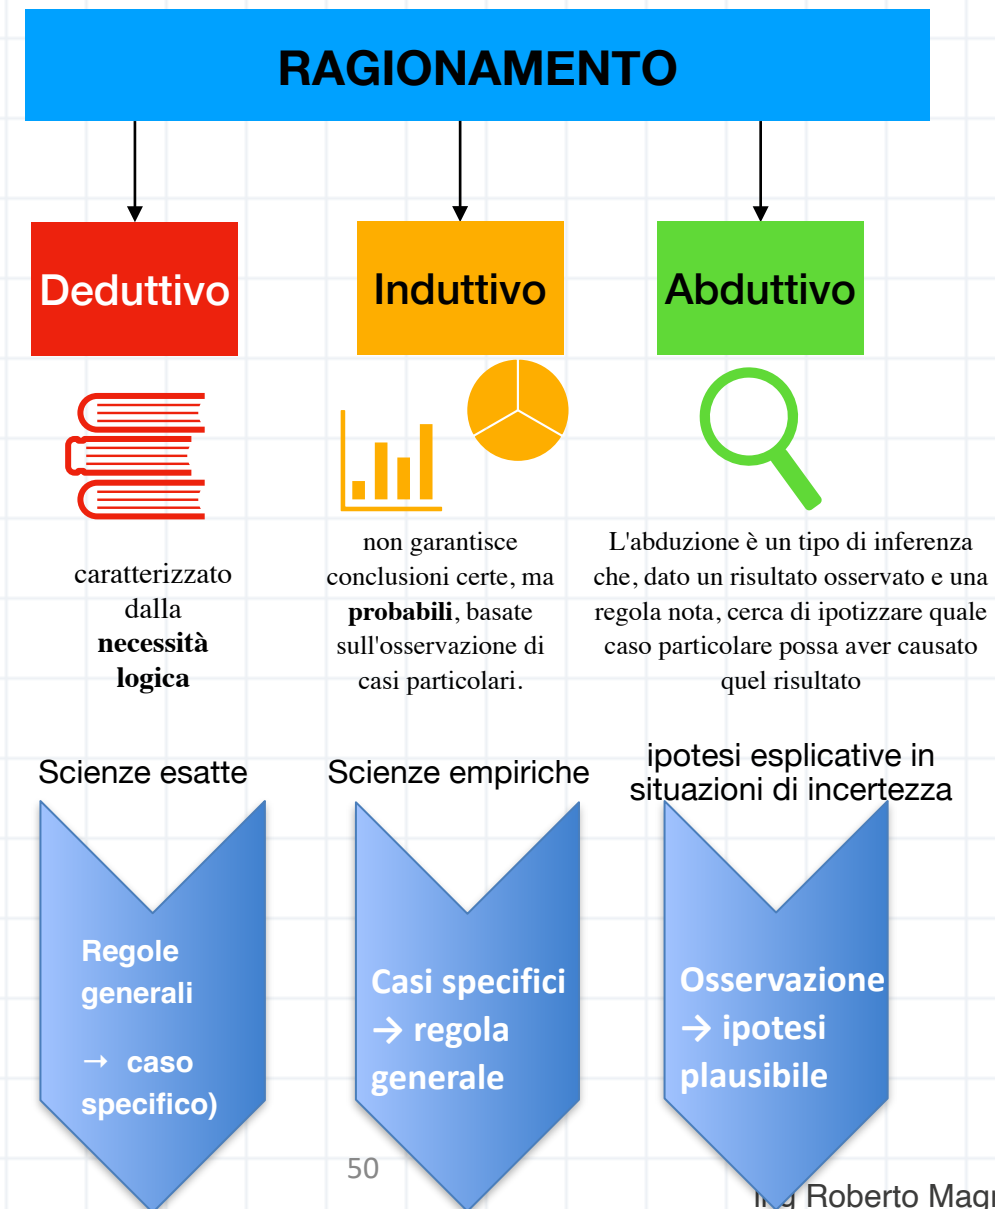 RAGIONAMENTO
Deduttivo
Induttivo
Abduttivo
caratterizzato
dalla
necessità
logica
non garantisce
conclusioni certe, ma
probabili, basate
sull'osservazione di
casi particolari.
L'abduzione è un tipo di inferenza
che, dato un risultato osservato e una
regola nota, cerca di ipotizzare quale
caso particolare possa aver causato
quel risultato
Scienze esatte
Scienze empiriche
ipotesi esplicative in
situazioni di incertezza
Regole
generali
→ caso
specifico)
Casi specifici
→ regola
generale
Osservazione
→ ipotesi
plausibile
50
Roberto